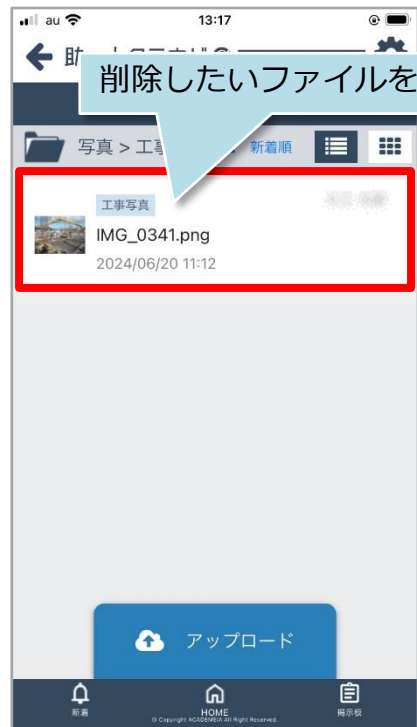 au 13:17
削除したいファイルを
写真 > 工事 新着順
工事写真
IMG_0341.png
2024/06/20 11:12
アップロード
新着 HOME 掲示板
© Copyright ACADEMEIA All Right Reserved.